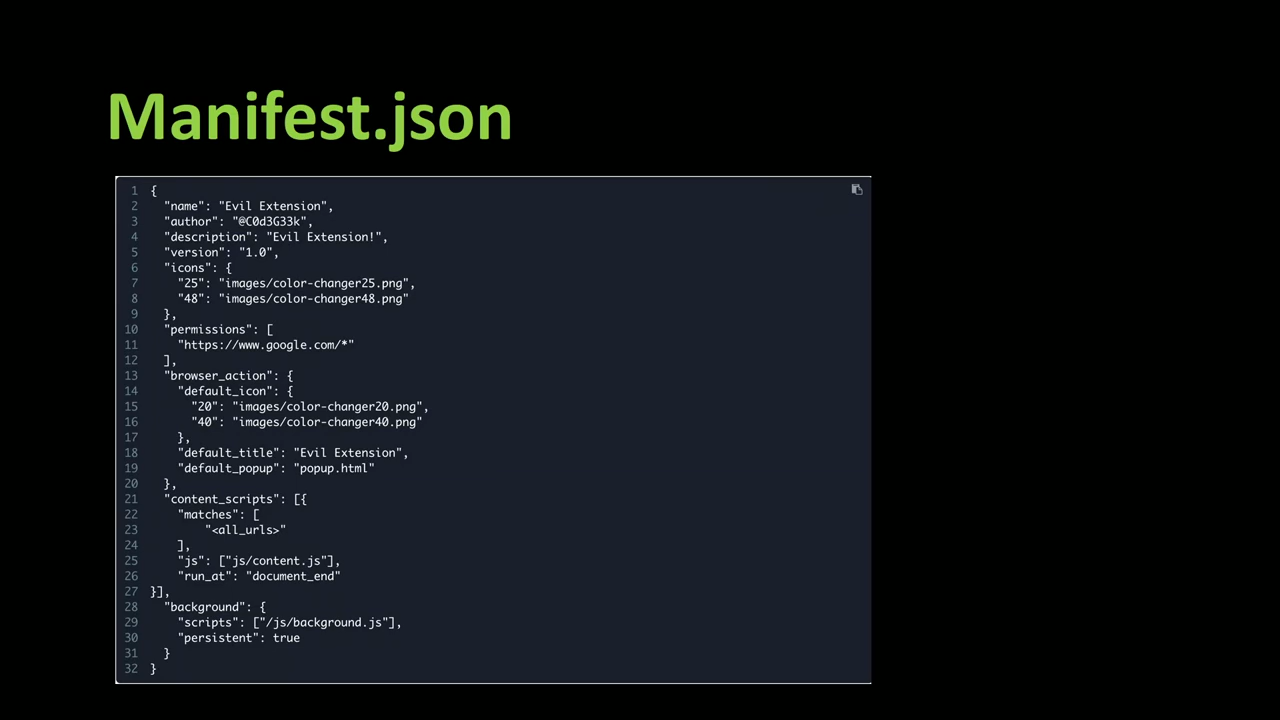 Manifest.json
1 {
2   "name": "Evil Extension",
3   "author": "@C0d3G33k",
4   "description": "Evil Extension!",
5   "version": "1.0",
6   "icons": {
7     "25": "images/color-changer25.png",
8     "48": "images/color-changer48.png"
9   },
10   "permissions": [
11     "https://www.google.com/*"
12   ],
13   "browser_action": {
14     "default_icon": {
15       "20": "images/color-changer20.png",
16       "40": "images/color-changer40.png"
17     },
18     "default_title": "Evil Extension",
19     "default_popup": "popup.html"
20   },
21   "content_scripts": [{
22     "matches": [
23         "<all_urls>"
24     ],
25     "js": ["js/content.js"],
26     "run_at": "document_end"
27 }],
28   "background": {
29     "scripts": ["/js/background.js"],
30     "persistent": true
31   }
32 }